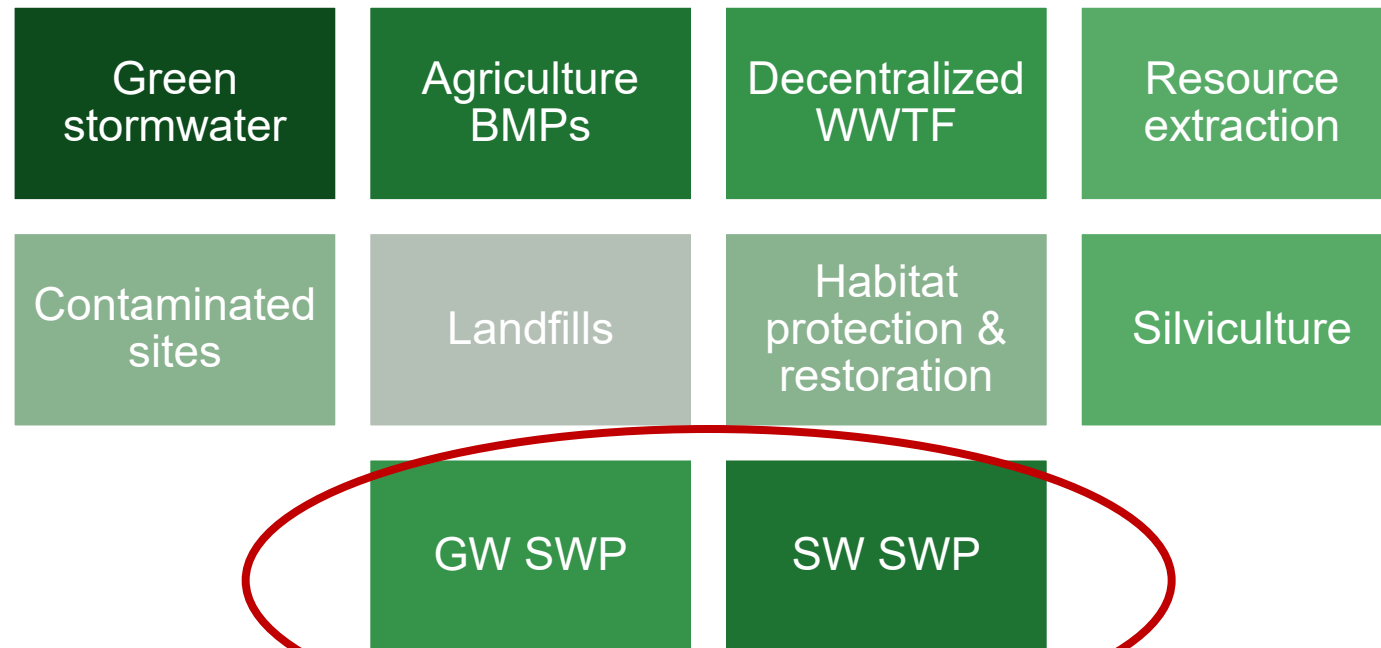 Green
stormwater
Agriculture
BMPs
Decentralized
WWTF
Resource
extraction
Contaminated
sites
Landfills
Habitat
protection &
restoration
Silviculture
GW SWP
SW SWP